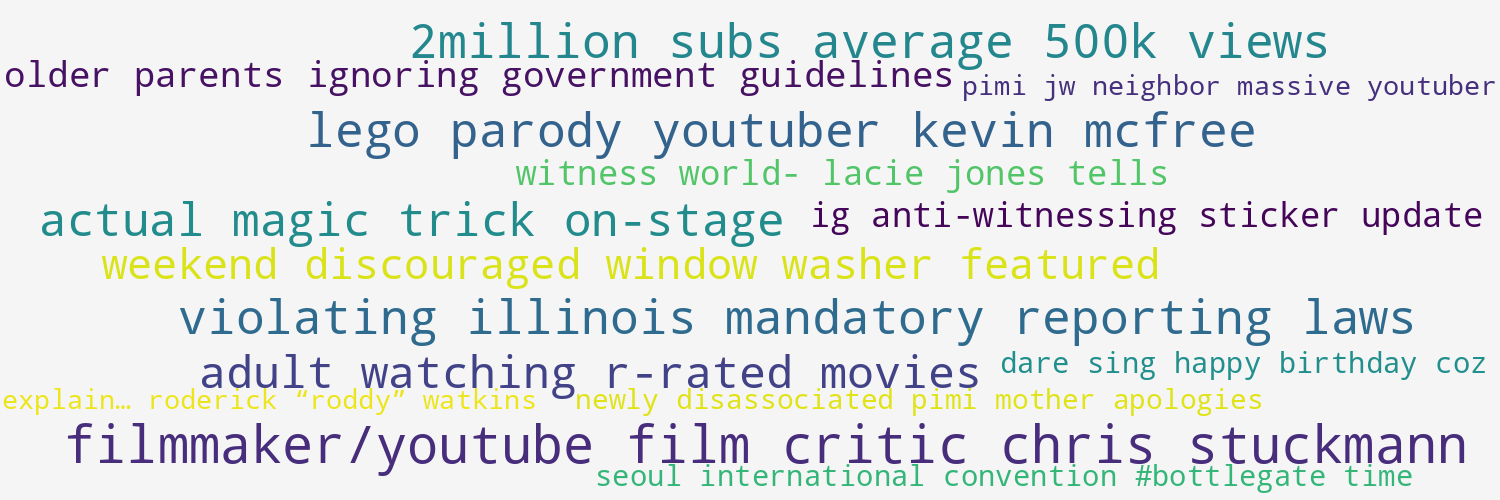 2million subs average 500k views
older parents ignoring government guidelines
pimi jw neighbor massive youtuber
lego parody youtuber kevin mcfree
witness world- lacie jones tells
actual magic trick on-stage
ig anti-witnessing sticker update
weekend discouraged window washer featured
violating illinois mandatory reporting laws
adult watching r-rated movies
dare sing happy birthday coz
explain… roderick “roddy” watkins
newly disassociated pimi mother apologies
filmmaker/youtube film critic chris stuckmann
seoul international convention #bottlegate time